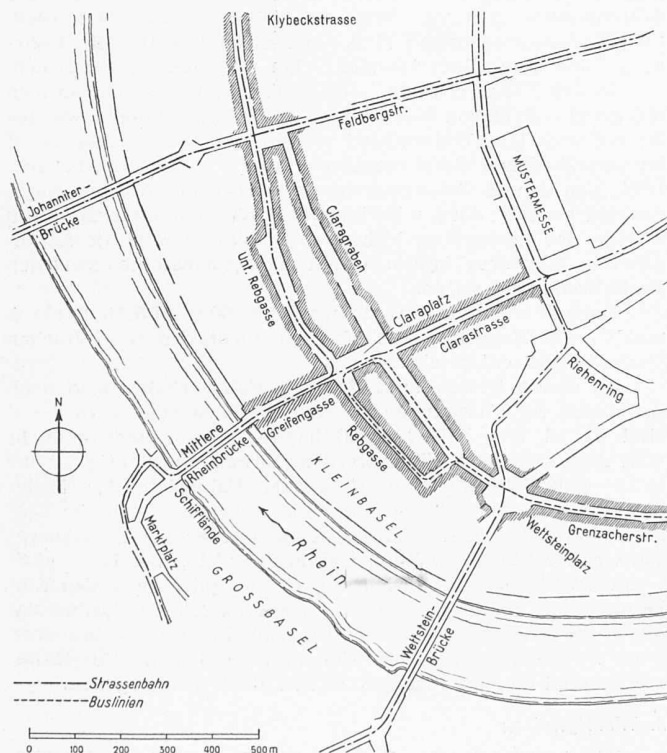 Klybeckstrasse
Feldbergstr.
Johanniter-
Brücke
MUSTERMESSE
Claragraben
Unt. Rebgasse
Claraplatz
Clarastrasse
Riehenring
N
Mittlere
Rheinbrücke
Greifengasse
Rebgasse
Schifflände
KLEINBASEL
Marktplatz
Rhein
GROSSBASEL
Wettsteinplatz
Grenzacherstr.
Wettstein-
Brücke
Strassenbahn
Buslinien
0 100 200 300 400 500 m